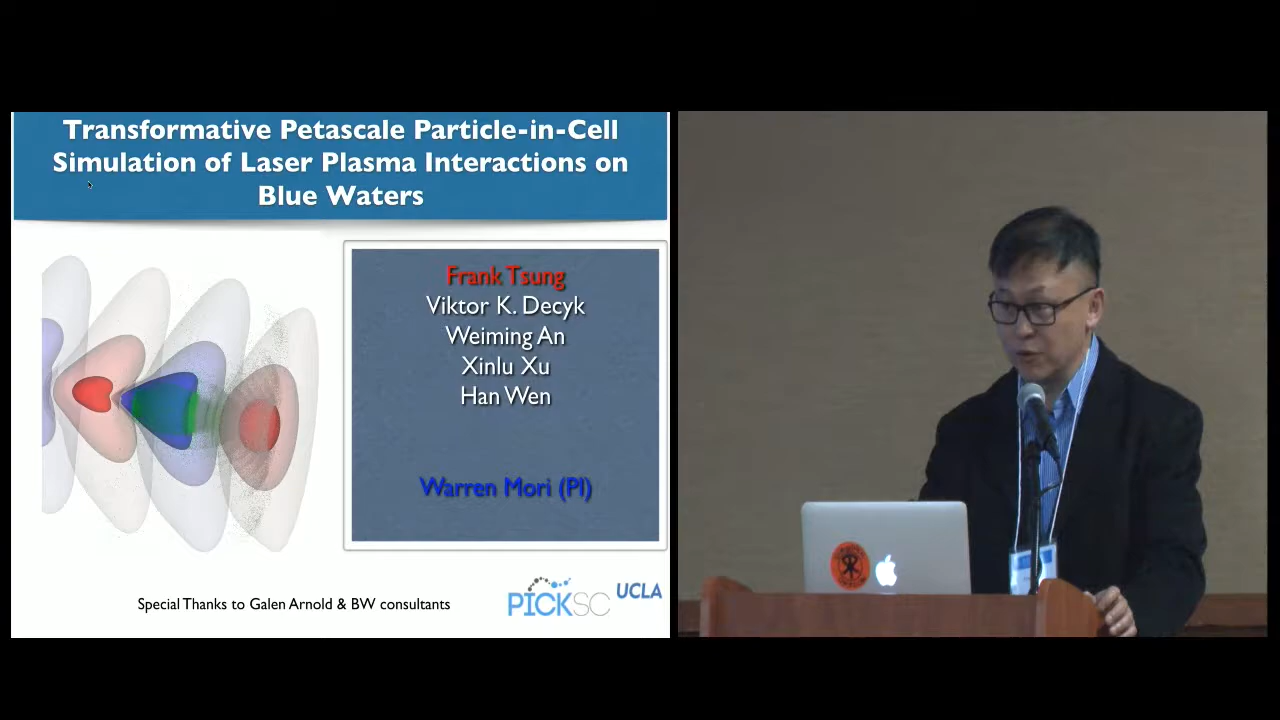 Transformative Petascale Particle-in-Cell
Simulation of Laser Plasma Interactions on
Blue Waters
Frank Tsung
Viktor K. Decyk
Weiming An
Xinlu Xu
Han Wen
Warren Mori (PI)
Special Thanks to Galen Arnold & BW consultants
PICKSC
UCLA